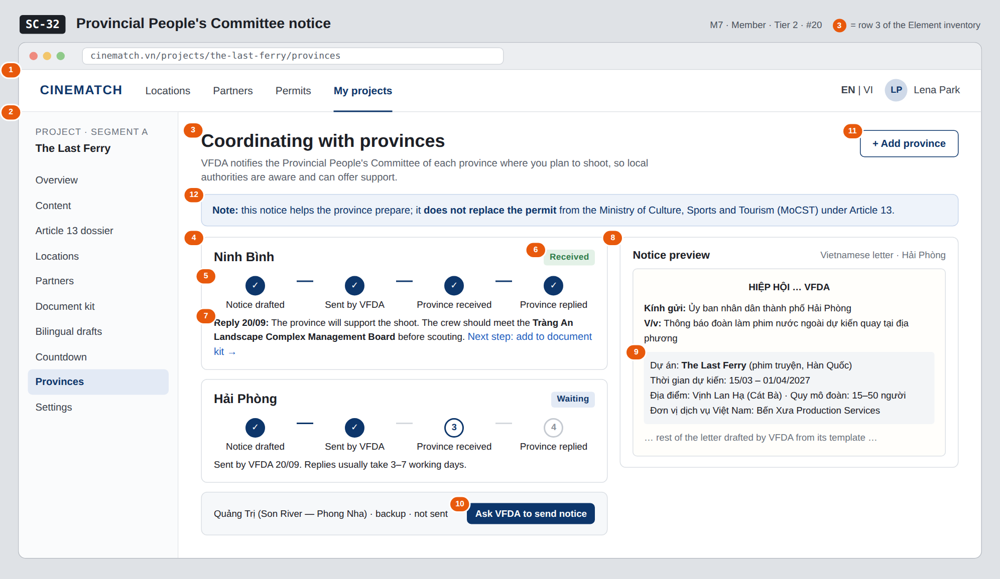 SC-32 Provincial People's Committee notice
M7 · Member · Tier 2 · #20 3 = row 3 of the Element inventory
cinematch.vn/projects/the-last-ferry/provinces
1
CINEMATCH Locations Partners Permits My projects EN | VI LP Lena Park
2
PROJECT · SEGMENT A
The Last Ferry
Overview
Content
Article 13 dossier
Locations
Partners
Document kit
Bilingual drafts
Countdown
Provinces
Settings
3
Coordinating with provinces
11
+ Add province
VFDA notifies the Provincial People's Committee of each province where you plan to shoot, so local
authorities are aware and can offer support.
12
Note: this notice helps the province prepare; it does not replace the permit from the Ministry of Culture, Sports and Tourism (MoCST) under Article 13.
4
Ninh Bình
6
Received
5
✓ ✓ ✓ ✓
Notice drafted Sent by VFDA Province received Province replied
7
Reply 20/09: The province will support the shoot. The crew should meet the Tràng An
Landscape Complex Management Board before scouting. Next step: add to document
kit →
Hải Phòng
Waiting
✓ ✓ 3 4
Notice drafted Sent by VFDA Province received Province replied
Sent by VFDA 20/09. Replies usually take 3–7 working days.
Quảng Trị (Son River — Phong Nha) · backup · not sent
10
Ask VFDA to send notice
8
Notice preview Vietnamese letter · Hải Phòng
HIỆP HỘI … VFDA
Kính gửi: Ủy ban nhân dân thành phố Hải Phòng
V/v: Thông báo đoàn làm phim nước ngoài dự kiến quay tại địa
phương
9
Dự án: The Last Ferry (phim truyện, Hàn Quốc)
Thời gian dự kiến: 15/03 – 01/04/2027
Địa điểm: Vịnh Lan Hạ (Cát Bà) · Quy mô đoàn: 15–50 người
Đơn vị dịch vụ Việt Nam: Bến Xưa Production Services
… rest of the letter drafted by VFDA from its template …